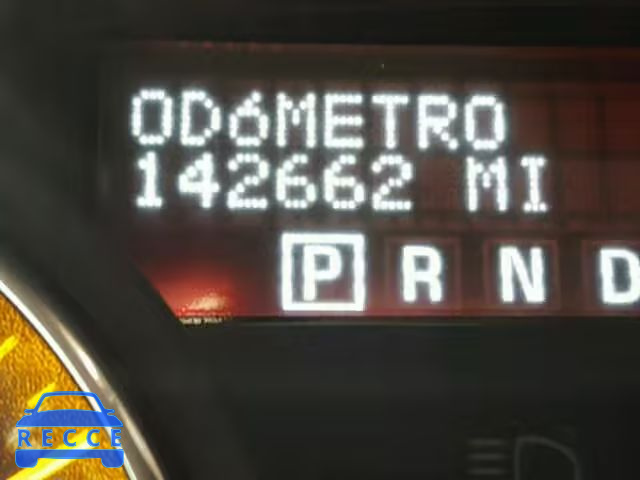 ODóMETRO
142662 MI
P R N D
RECCE